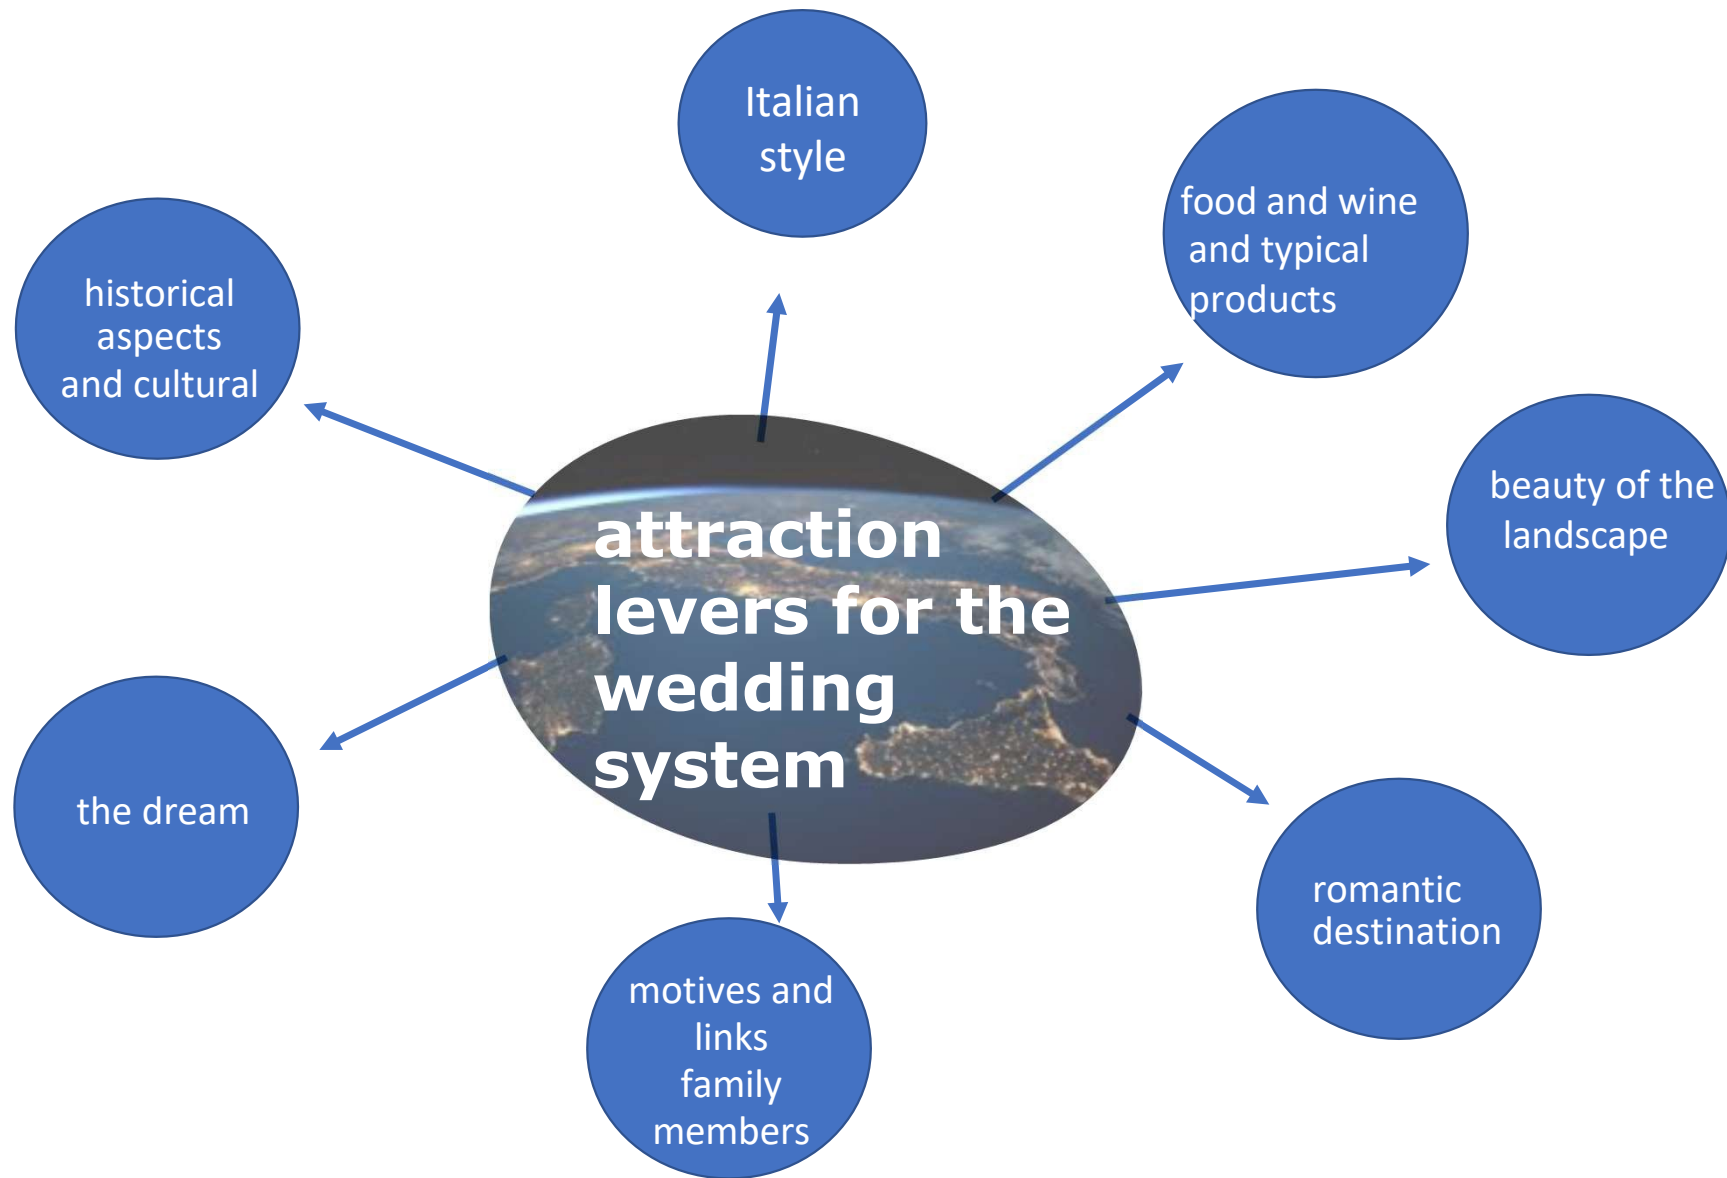 Italian
style
food and wine
and typical
products
historical
aspects
and cultural
beauty of the
landscape
attraction
levers for the
wedding
system
the dream
romantic
destination
motives and
links
family
members